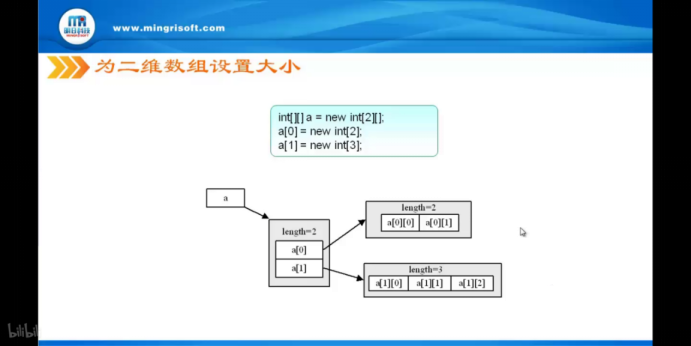 www.mingrisoft.com
为二维数组设置大小
int[][] a = new int[2][];
a[0] = new int[2];
a[1] = new int[3];
a
length=2
a[0]
a[1]
length=2
a[0][0] a[0][1]
length=3
a[1][0] a[1][1] a[1][2]